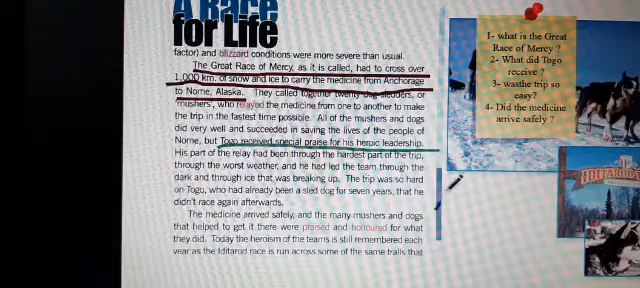 A Race
for Life
factor) and blizzard conditions were more severe than usual.
The Great Race of Mercy, as it is called, had to cross over
1,000 km. of snow and ice to carry the medicine from Anchorage
to Nome, Alaska. They called together twenty dog-sledders, or
'mushers', who relayed the medicine from one to another to make
the trip in the fastest time possible. All of the mushers and dogs
did very well and succeeded in saving the lives of the people of
Nome, but Togo received special praise for his heroic leadership.
His part of the relay had been through the hardest part of the trip,
through the worst weather, and he had led the team through the
dark and through ice that was breaking up. The trip was so hard
on Togo, who had already been a sled dog for seven years, that he
didn't race again afterwards.
The medicine arrived safely, and the many mushers and dogs
that helped to get it there were praised and honoured for what
they did. Today the heroism of the teams is still remembered each
year as the Iditarod race is run across some of the same trails that
1- what is the Great
Race of Mercy ?
2- What did Togo
receive ?
3- wasthe trip so
easy?
4- Did the medicine
arrive safely ?
IDITAROD